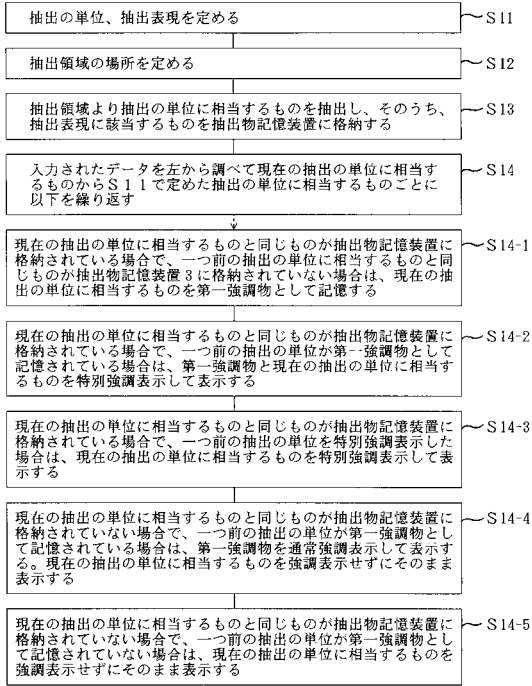 抽出の単位、抽出表現を定める
S11
抽出領域の場所を定める
S12
抽出領域より抽出の単位に相当するものを抽出し、そのうち、
抽出表現に該当するものを抽出物記憶装置に格納する
S13
入力されたデータを左から調べて現在の抽出の単位に相当す
るものからS11で定めた抽出の単位に相当するものごとに
以下を繰り返す
S14
現在の抽出の単位に相当するものと同じものが抽出物記憶装置に
格納されている場合で、一つ前の抽出の単位に相当するものと同
じものが抽出物記憶装置3に格納されていない場合は、現在の抽
出の単位に相当するものを第一強調物として記憶する
S14-1
現在の抽出の単位に相当するものと同じものが抽出物記憶装置に
格納されている場合で、一つ前の抽出の単位が第一強調物として
記憶されている場合は、第一強調物と現在の抽出の単位に相当す
るものを特別強調表示して表示する
S14-2
現在の抽出の単位に相当するものと同じものが抽出物記憶装置に
格納されている場合で、一つ前の抽出の単位を特別強調表示した
場合は、現在の抽出の単位に相当するものを特別強調表示して表
示する
S14-3
現在の抽出の単位に相当するものと同じものが抽出物記憶装置に
格納されていない場合で、一つ前の抽出の単位が第一強調物とし
て記憶されている場合は、第一強調物を通常強調表示して表示す
る。現在の抽出の単位に相当するものを強調表示せずにそのまま
表示する
S14-4
現在の抽出の単位に相当するものと同じものが抽出物記憶装置に
格納されていない場合で、一つ前の抽出の単位が第一強調物とし
て記憶されていない場合は、現在の抽出の単位に相当するものを
強調表示せずにそのまま表示する
S14-5